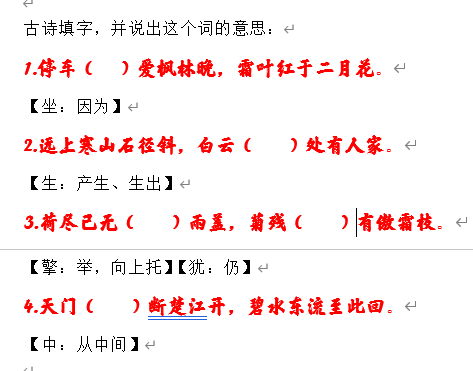 古诗填字，并说出这个词的意思：
1.停车（　）爱枫林晚，霜叶红于二月花。
【坐：因为】
2.远上寒山石径斜，白云（　）处有人家。
【生：产生、生出】
3.荷尽已无（　）雨盖，菊残（　）有傲霜枝。
【擎：举，向上托】【犹：仍】
4.天门（　）断楚江开，碧水东流至此回。
【中：从中间】